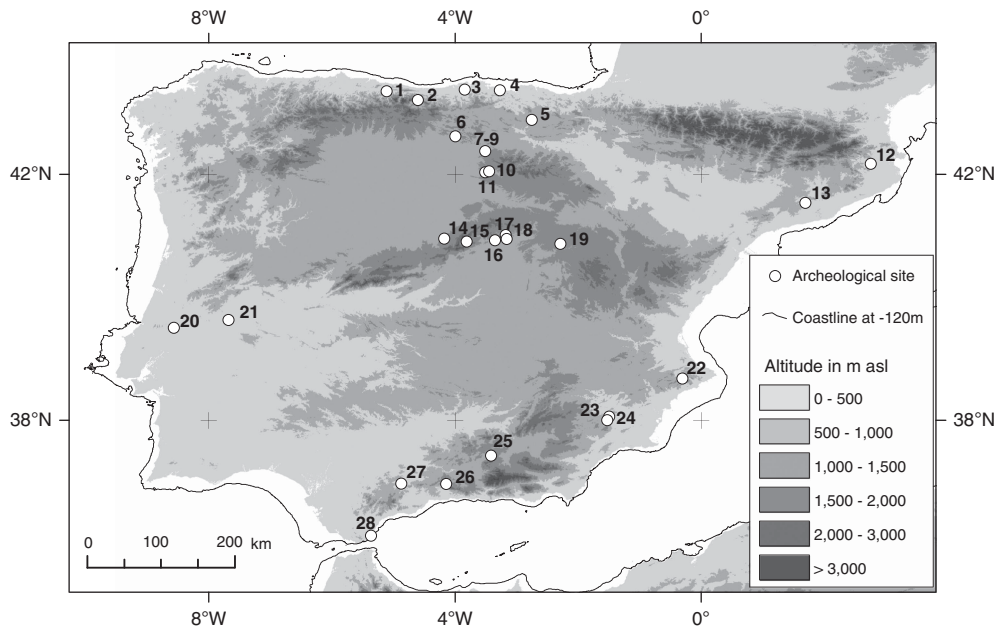 8°W 4°W 0°
1 2 3 4
5
6
7-9
10
11
12
13
42°N 42°N
14 15 16 17 18 19
20 21
22
23 24
38°N 38°N
25
26
27
28
0 100 200 km
Archeological site
Coastline at -120m
Altitude in m asl
0 - 500
500 - 1,000
1,000 - 1,500
1,500 - 2,000
2,000 - 3,000
> 3,000
8°W 4°W 0°